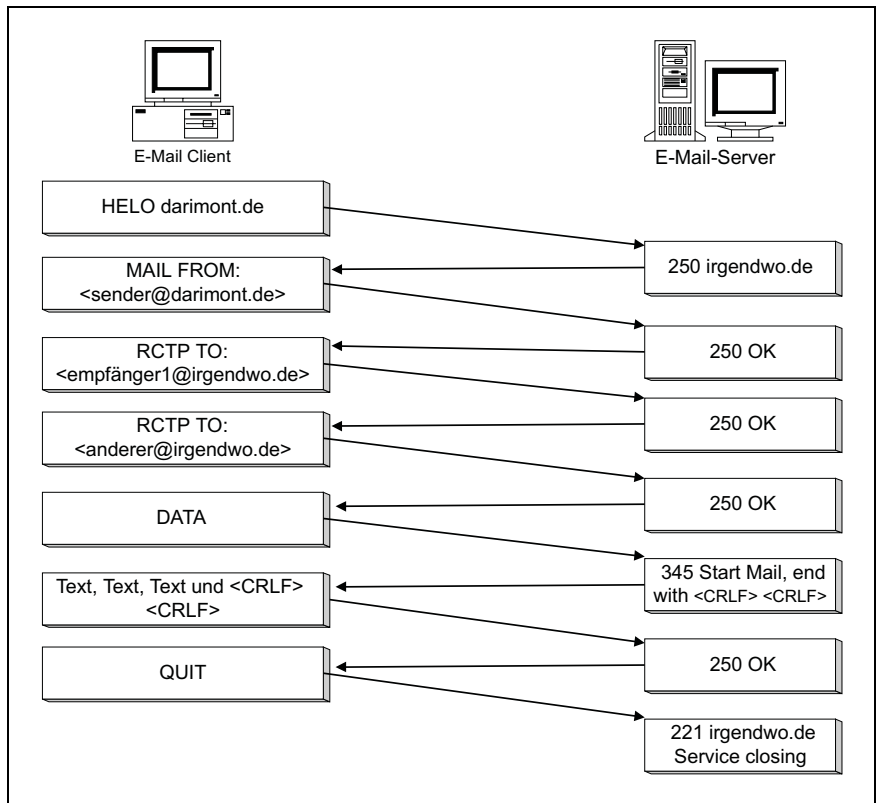 E-Mail Client
E-Mail-Server
HELO darimont.de
250 irgendwo.de
MAIL FROM:
<sender@darimont.de>
250 OK
RCTP TO:
<empfänger1@irgendwo.de>
250 OK
RCTP TO:
<anderer@irgendwo.de>
250 OK
DATA
345 Start Mail, end
with <CRLF> <CRLF>
Text, Text, Text und <CRLF>
<CRLF>
250 OK
QUIT
221 irgendwo.de
Service closing